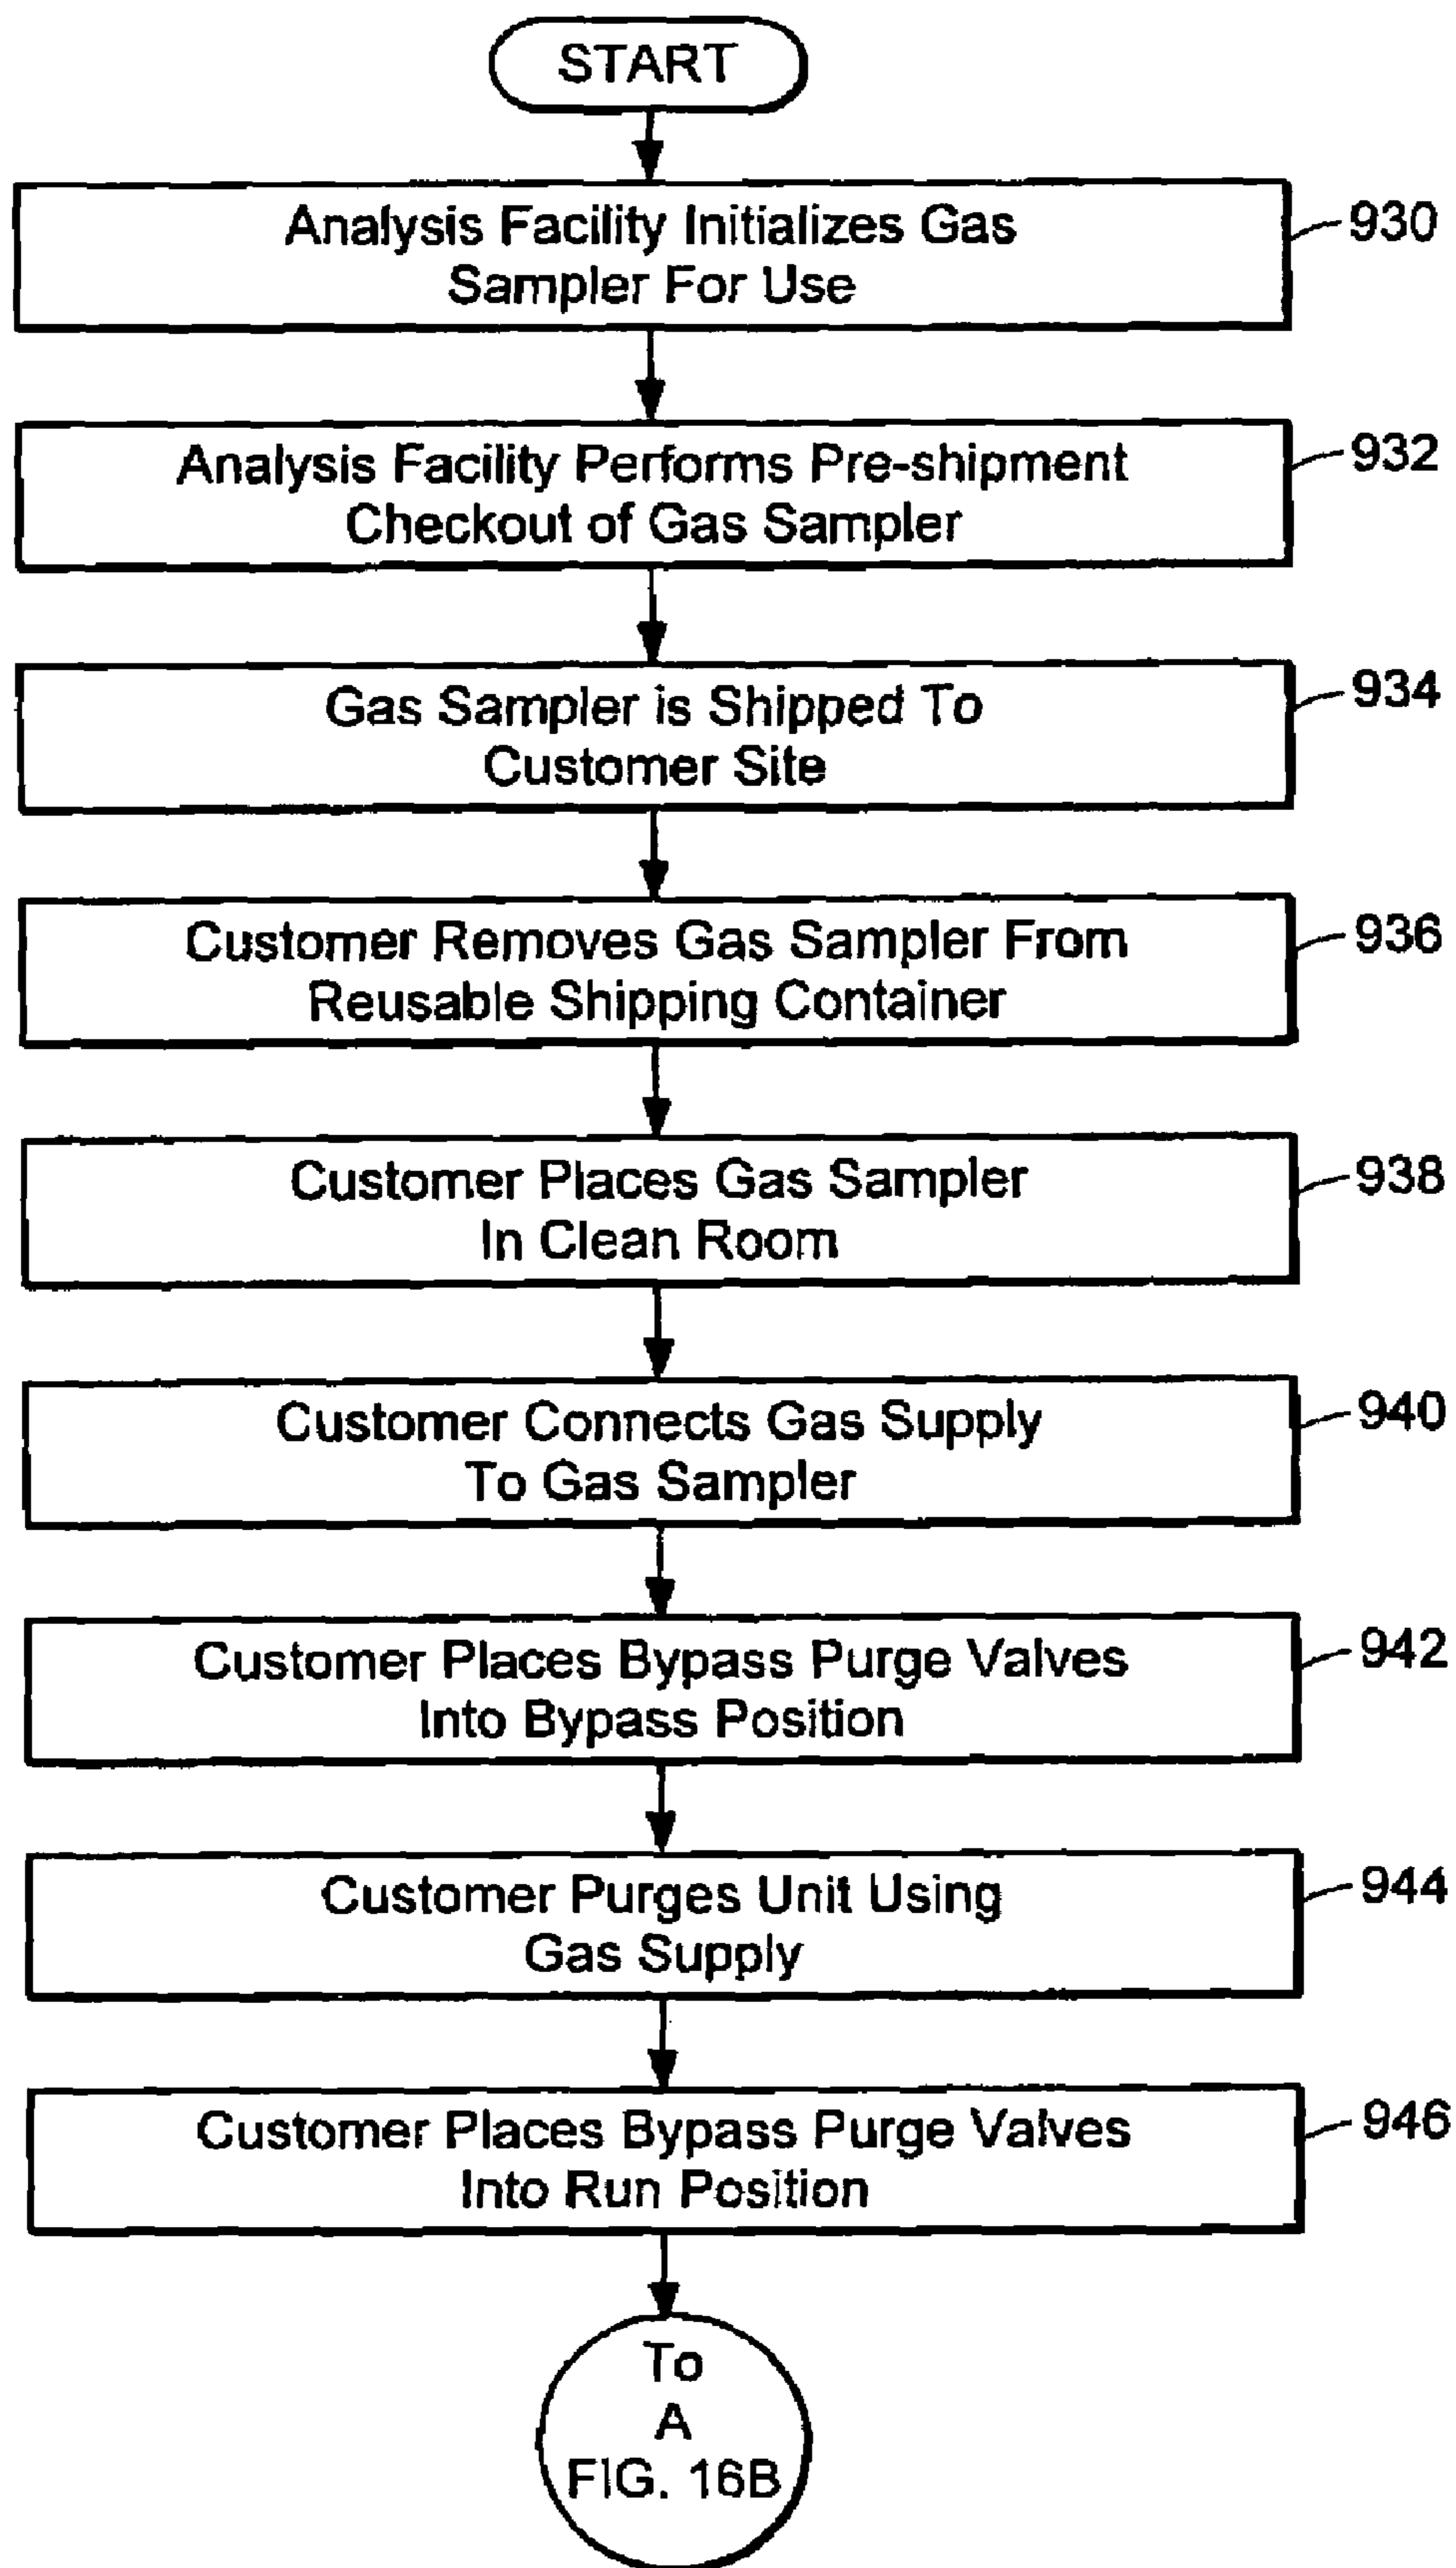 START
Analysis Facility Initializes Gas
Sampler For Use
930
Analysis Facility Performs Pre-shipment
Checkout of Gas Sampler
932
Gas Sampler is Shipped To
Customer Site
934
Customer Removes Gas Sampler From
Reusable Shipping Container
936
Customer Places Gas Sampler
In Clean Room
938
Customer Connects Gas Supply
To Gas Sampler
940
Customer Places Bypass Purge Valves
Into Bypass Position
942
Customer Purges Unit Using
Gas Supply
944
Customer Places Bypass Purge Valves
Into Run Position
946
To
A
FIG. 16B